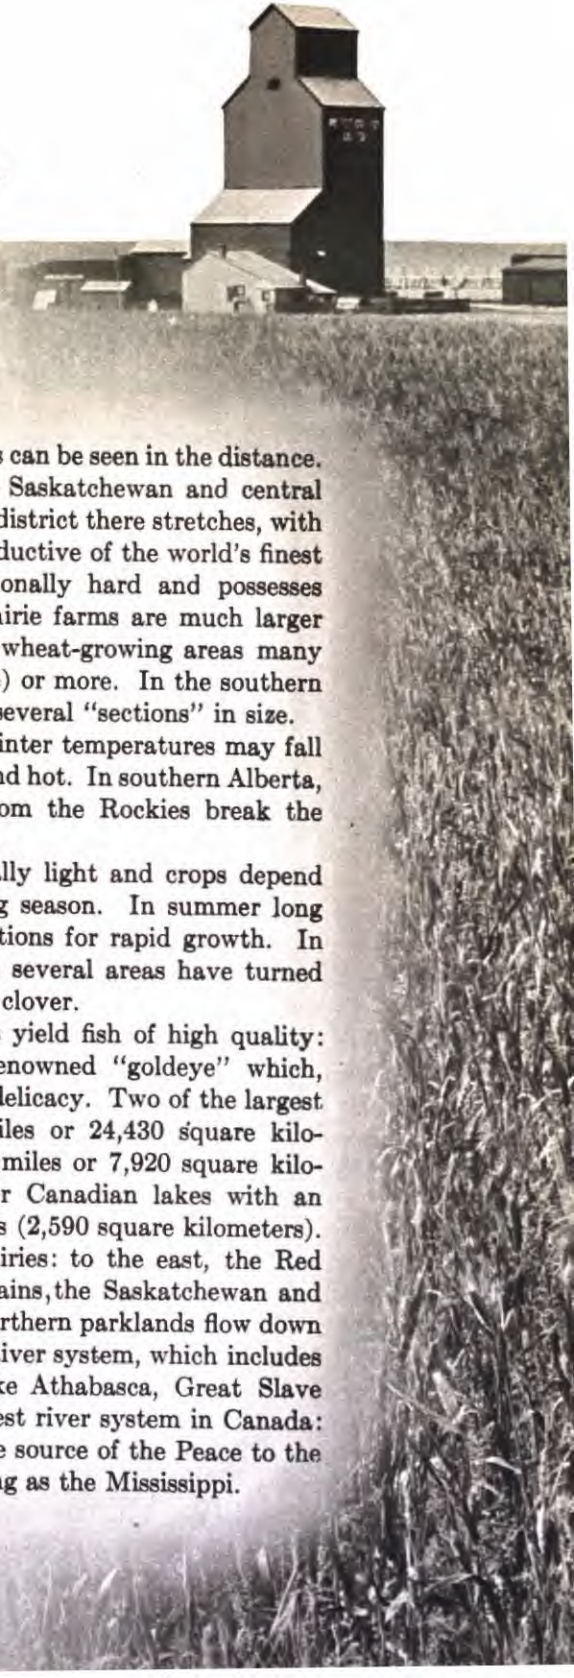 can be seen in the distance.
Saskatchewan and central
district there stretches, with
ductive of the world's finest
onally hard and possesses
irie farms are much larger
wheat-growing areas many
) or more. In the southern
several "sections" in size.
inter temperatures may fall
nd hot. In southern Alberta,
om the Rockies break the
lly light and crops depend
g season. In summer long
tions for rapid growth. In
several areas have turned
clover.
yield fish of high quality:
enowned "goldeye" which,
delicacy. Two of the largest
iles or 24,430 square kilo-
miles or 7,920 square kilo-
r Canadian lakes with an
s (2,590 square kilometers).
iries: to the east, the Red
ains, the Saskatchewan and
rthern parklands flow down
iver system, which includes
ke Athabasca, Great Slave
est river system in Canada:
e source of the Peace to the
ng as the Mississippi.